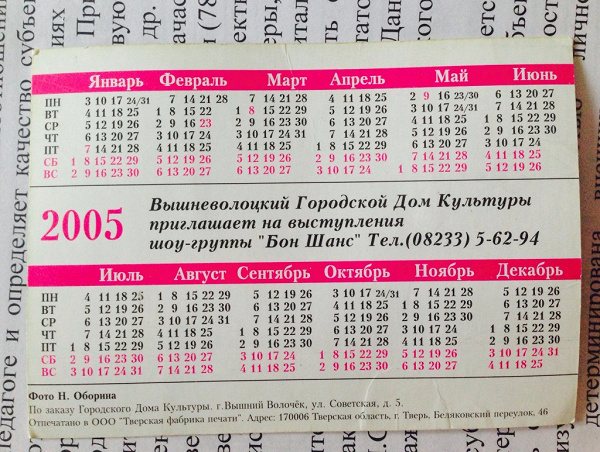 Январь Февраль Март Апрель Май Июнь
ПН 3 10 17 24/31 7 14 21 28 7 14 21 28 4 11 18 25 2 9 16 23/30 6 13 20 27
ВТ 4 11 18 25 1 8 15 22 1 8 15 22 29 5 12 19 26 3 10 17 24/31 7 14 21 28
СР 5 12 19 26 2 9 16 23 2 9 16 23 30 6 13 20 27 4 11 18 25 1 8 15 22 29
ЧТ 6 13 20 27 3 10 17 24 3 10 17 24 31 7 14 21 28 5 12 19 26 2 9 16 23 30
ПТ 7 14 21 28 4 11 18 25 4 11 18 25 1 8 15 22 29 6 13 20 27 3 10 17 24
СБ 1 8 15 22 29 5 12 19 26 5 12 19 26 2 9 16 23 30 7 14 21 28 4 11 18 25
ВС 2 9 16 23 30 6 13 20 27 6 13 20 27 3 10 17 24 1 8 15 22 29 5 12 19 26
2005
Вышневолоцкий Городской Дом Культуры
приглашает на выступления
шоу-группы "Бон Шанс" Тел.(08233) 5-62-94
Июль Август Сентябрь Октябрь Ноябрь Декабрь
ПН 4 11 18 25 1 8 15 22 29 5 12 19 26 3 10 17 24/31 7 14 21 28 5 12 19 26
ВТ 5 12 19 26 2 9 16 23 30 6 13 20 27 4 11 18 25 1 8 15 22 29 6 13 20 27
СР 6 13 20 27 3 10 17 24 31 7 14 21 28 5 12 19 26 2 9 16 23 30 7 14 21 28
ЧТ 7 14 21 28 4 11 18 25 1 8 15 22 29 6 13 20 27 3 10 17 24 1 8 15 22 29
ПТ 1 8 15 22 29 5 12 19 26 2 9 16 23 30 7 14 21 28 4 11 18 25 2 9 16 23 30
СБ 2 9 16 23 30 6 13 20 27 3 10 17 24 1 8 15 22 29 5 12 19 26 3 10 17 24 31
ВС 3 10 17 24 31 7 14 21 28 4 11 18 25 2 9 16 23 30 6 13 20 27 4 11 18 25
Фото Н. Оборина
По заказу Городского Дома Культуры. г.Вышний Волочёк, ул. Советская, д. 5.
Отпечатано в ООО "Тверская фабрика печати". Адрес: 170006 Тверская область, г. Тверь, Беляковский переулок, 46